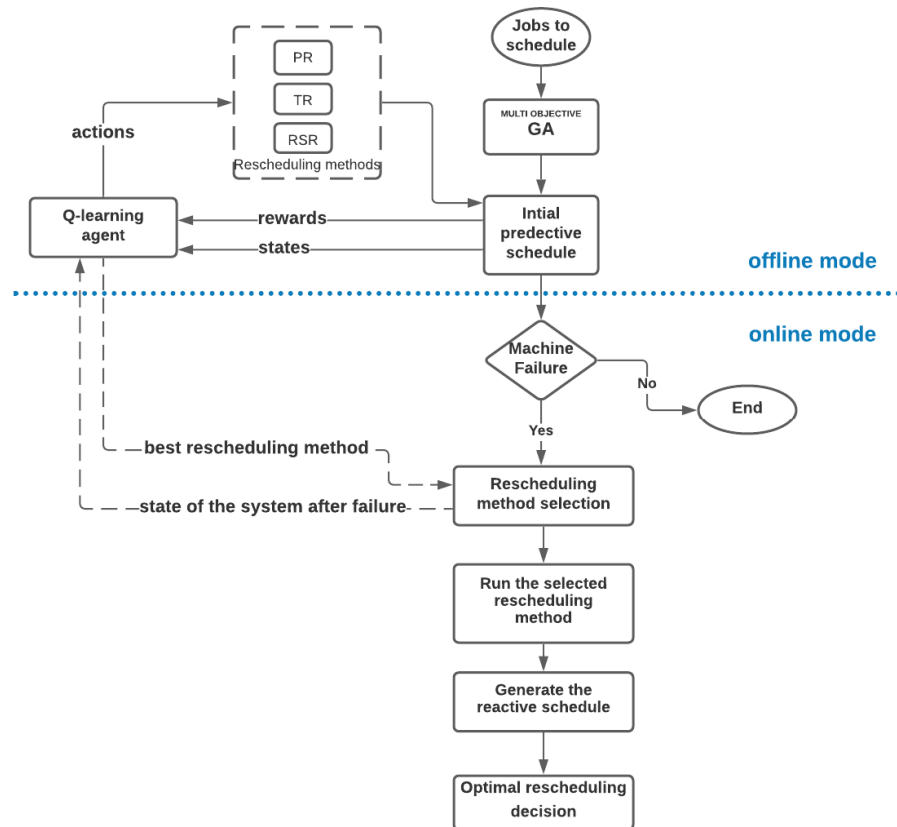 Jobs to
schedule
PR
TR
RSR
Rescheduling methods
MULTI OBJECTIVE
GA
actions
Q-learning
agent
rewards
states
Intial
predective
schedule
offline mode
online mode
Machine
Failure
No
End
Yes
best rescheduling method
state of the system after failure
Rescheduling
method selection
Run the selected
rescheduling
method
Generate the
reactive schedule
Optimal rescheduling
decision